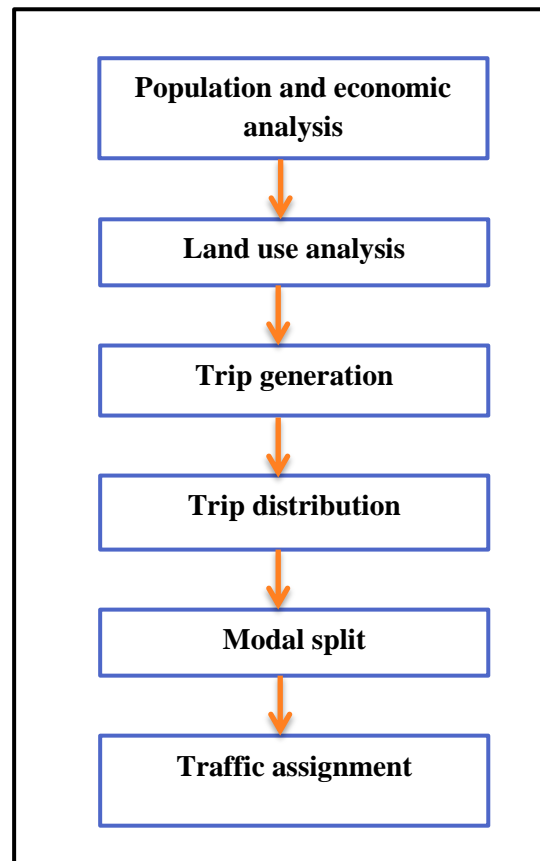 Population and economic
analysis
Land use analysis
Trip generation
Trip distribution
Modal split
Traffic assignment